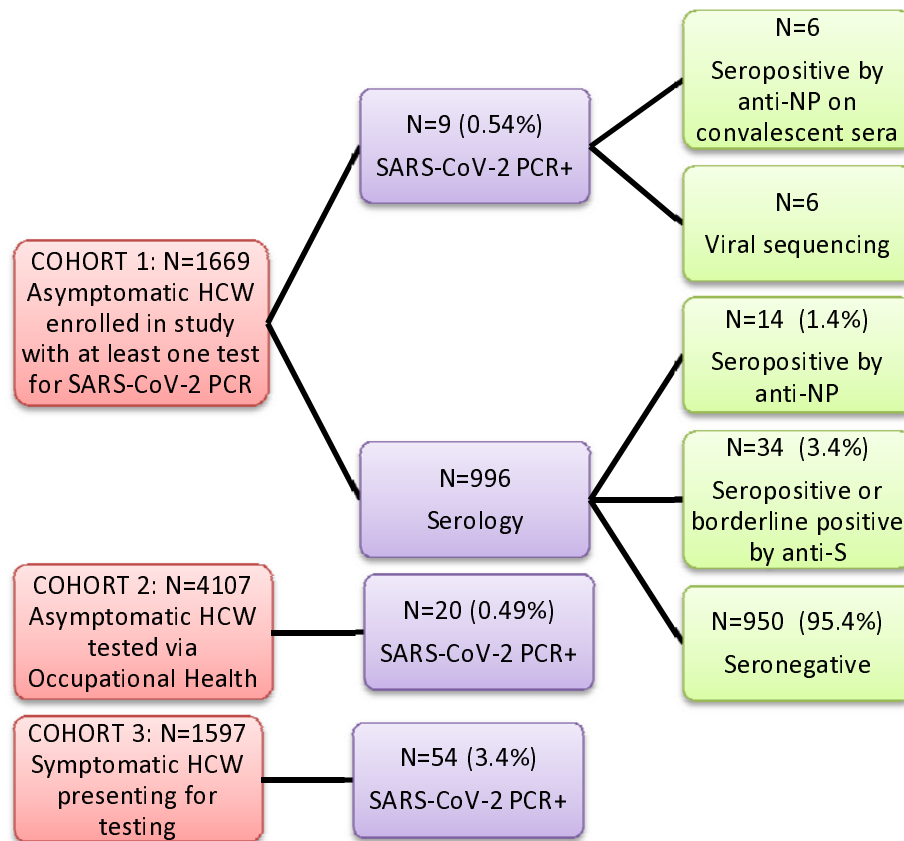 COHORT 1: N=1669
Asymptomatic HCW
enrolled in study
with at least one test
for SARS-CoV-2 PCR
N=9 (0.54%)
SARS-CoV-2 PCR+
N=6
Seropositive by
anti-NP on
convalescent sera
N=6
Viral sequencing
N=996
Serology
N=14 (1.4%)
Seropositive by
anti-NP
N=34 (3.4%)
Seropositive or
borderline positive
by anti-S
N=950 (95.4%)
Seronegative
COHORT 2: N=4107
Asymptomatic HCW
tested via
Occupational Health
N=20 (0.49%)
SARS-CoV-2 PCR+
COHORT 3: N=1597
Symptomatic HCW
presenting for
testing
N=54 (3.4%)
SARS-CoV-2 PCR+